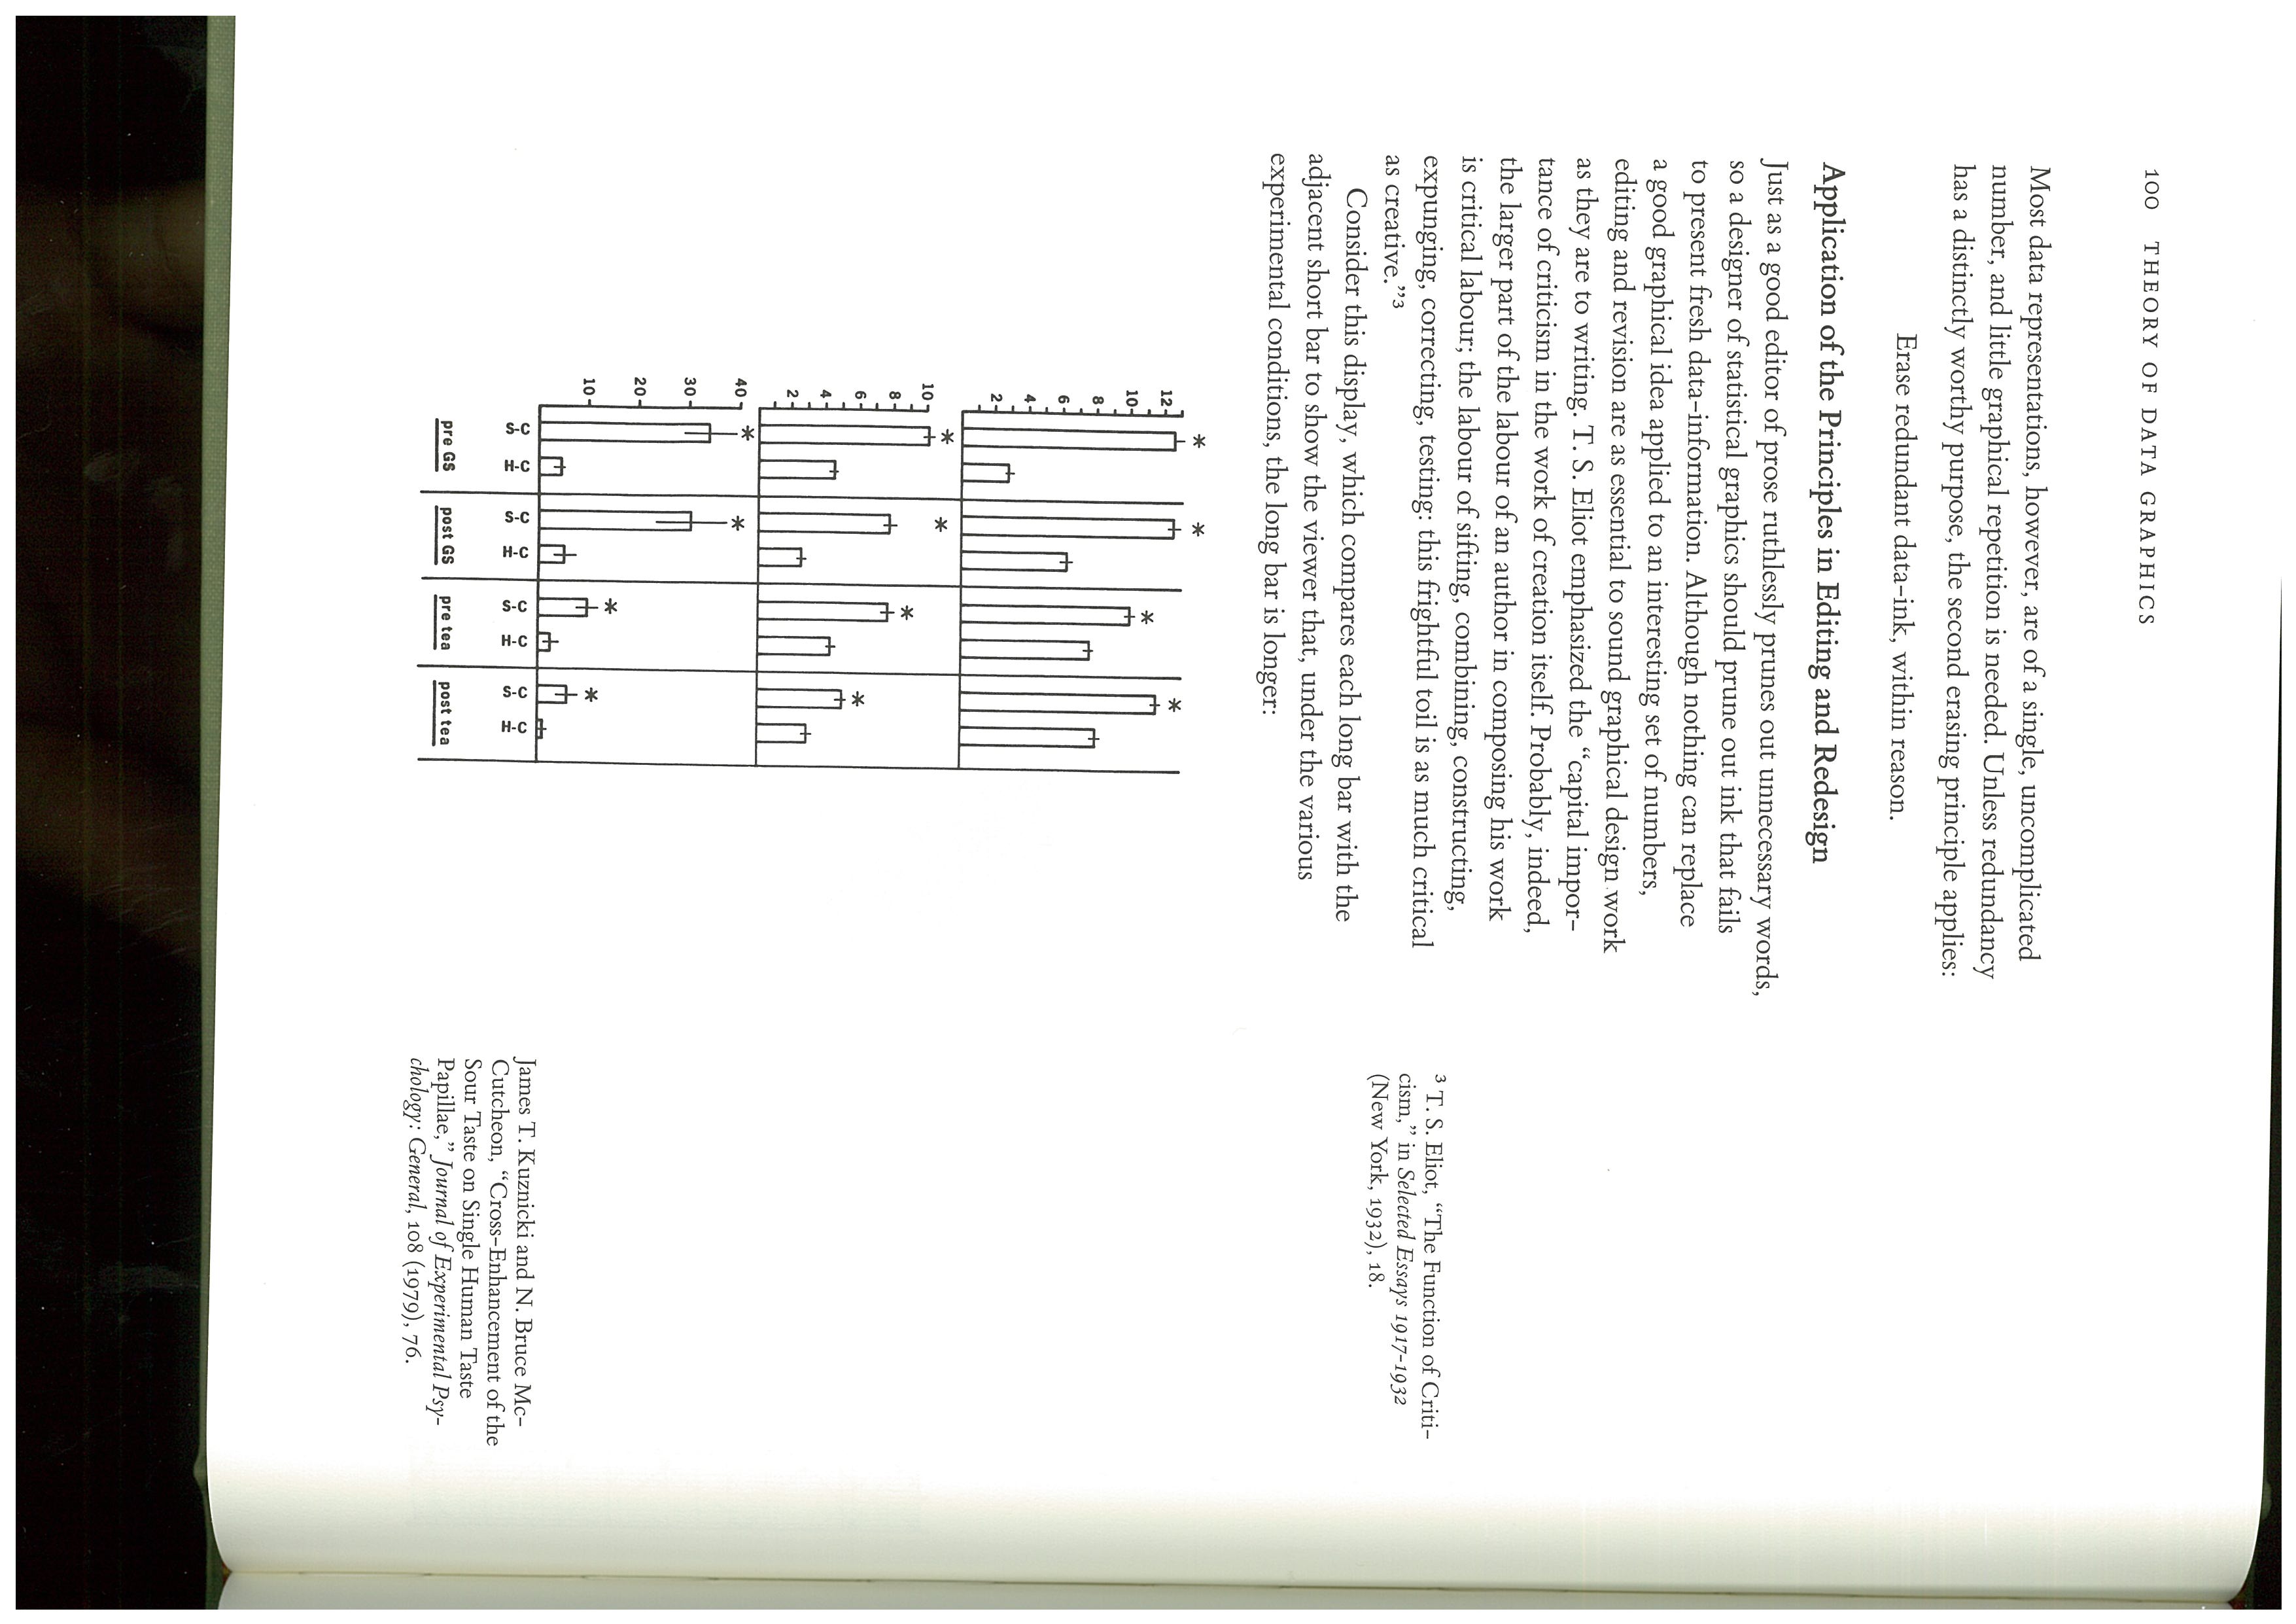 100 THEORY OF DATA GRAPHICS
Most data representations, however, are of a single, uncomplicated
number, and little graphical repetition is needed. Unless redundancy
has a distinctly worthy purpose, the second erasing principle applies:
Erase redundant data-ink, within reason.
Application of the Principles in Editing and Redesign
Just as a good editor of prose ruthlessly prunes out unnecessary words,
so a designer of statistical graphics should prune out ink that fails
to present fresh data-information. Although nothing can replace
a good graphical idea applied to an interesting set of numbers,
editing and revision are as essential to sound graphical design work
as they are to writing. T. S. Eliot emphasized the “capital impor-
tance of criticism in the work of creation itself. Probably, indeed,
the larger part of the labour of an author in composing his work
is critical labour; the labour of sifting, combining, constructing,
expunging, correcting, testing: this frightful toil is as much critical
as creative.”³
³ T. S. Eliot, “The Function of Criti-
cism,” in Selected Essays 1917-1932
(New York, 1932), 18.
Consider this display, which compares each long bar with the
adjacent short bar to show the viewer that, under the various
experimental conditions, the long bar is longer:
* *
12 *
10 *
8
6
4
2
* *
10 *
8
6 *
4
2
40 * *
30
20
10 * *
S-C H-C S-C H-C S-C H-C S-C H-C
pre GS post GS pre tea post tea
James T. Kuznicki and N. Bruce Mc-
Cutcheon, “Cross-Enhancement of the
Sour Taste on Single Human Taste
Papillae,” Journal of Experimental Psy-
chology: General, 108 (1979), 76.